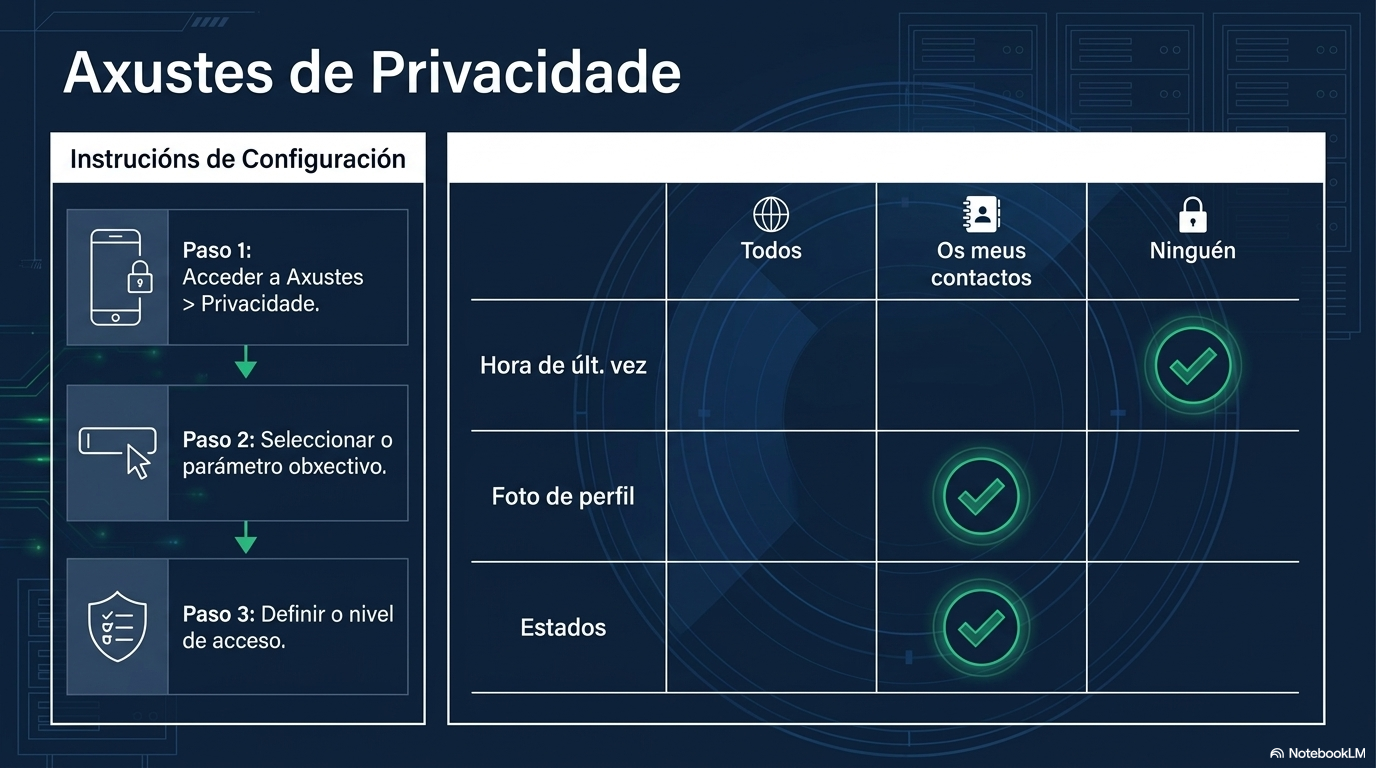 Axustes de Privacidade
Instrucións de Configuración
Paso 1:
Acceder a Axustes
> Privacidade.
Paso 2: Seleccionar o
parámetro obxectivo.
Paso 3: Definir o nivel
de acceso.
Todos
Os meus
contactos
Ninguén
Hora de últ. vez
Foto de perfil
Estados
NotebookLM